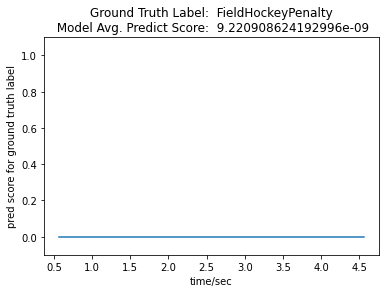 Ground Truth Label:  FieldHockeyPenalty
Model Avg. Predict Score:  9.220908624192996e-09
1.0
0.8
0.6
0.4
0.2
0.0
pred score for ground truth label
0.5 1.0 1.5 2.0 2.5 3.0 3.5 4.0 4.5
time/sec